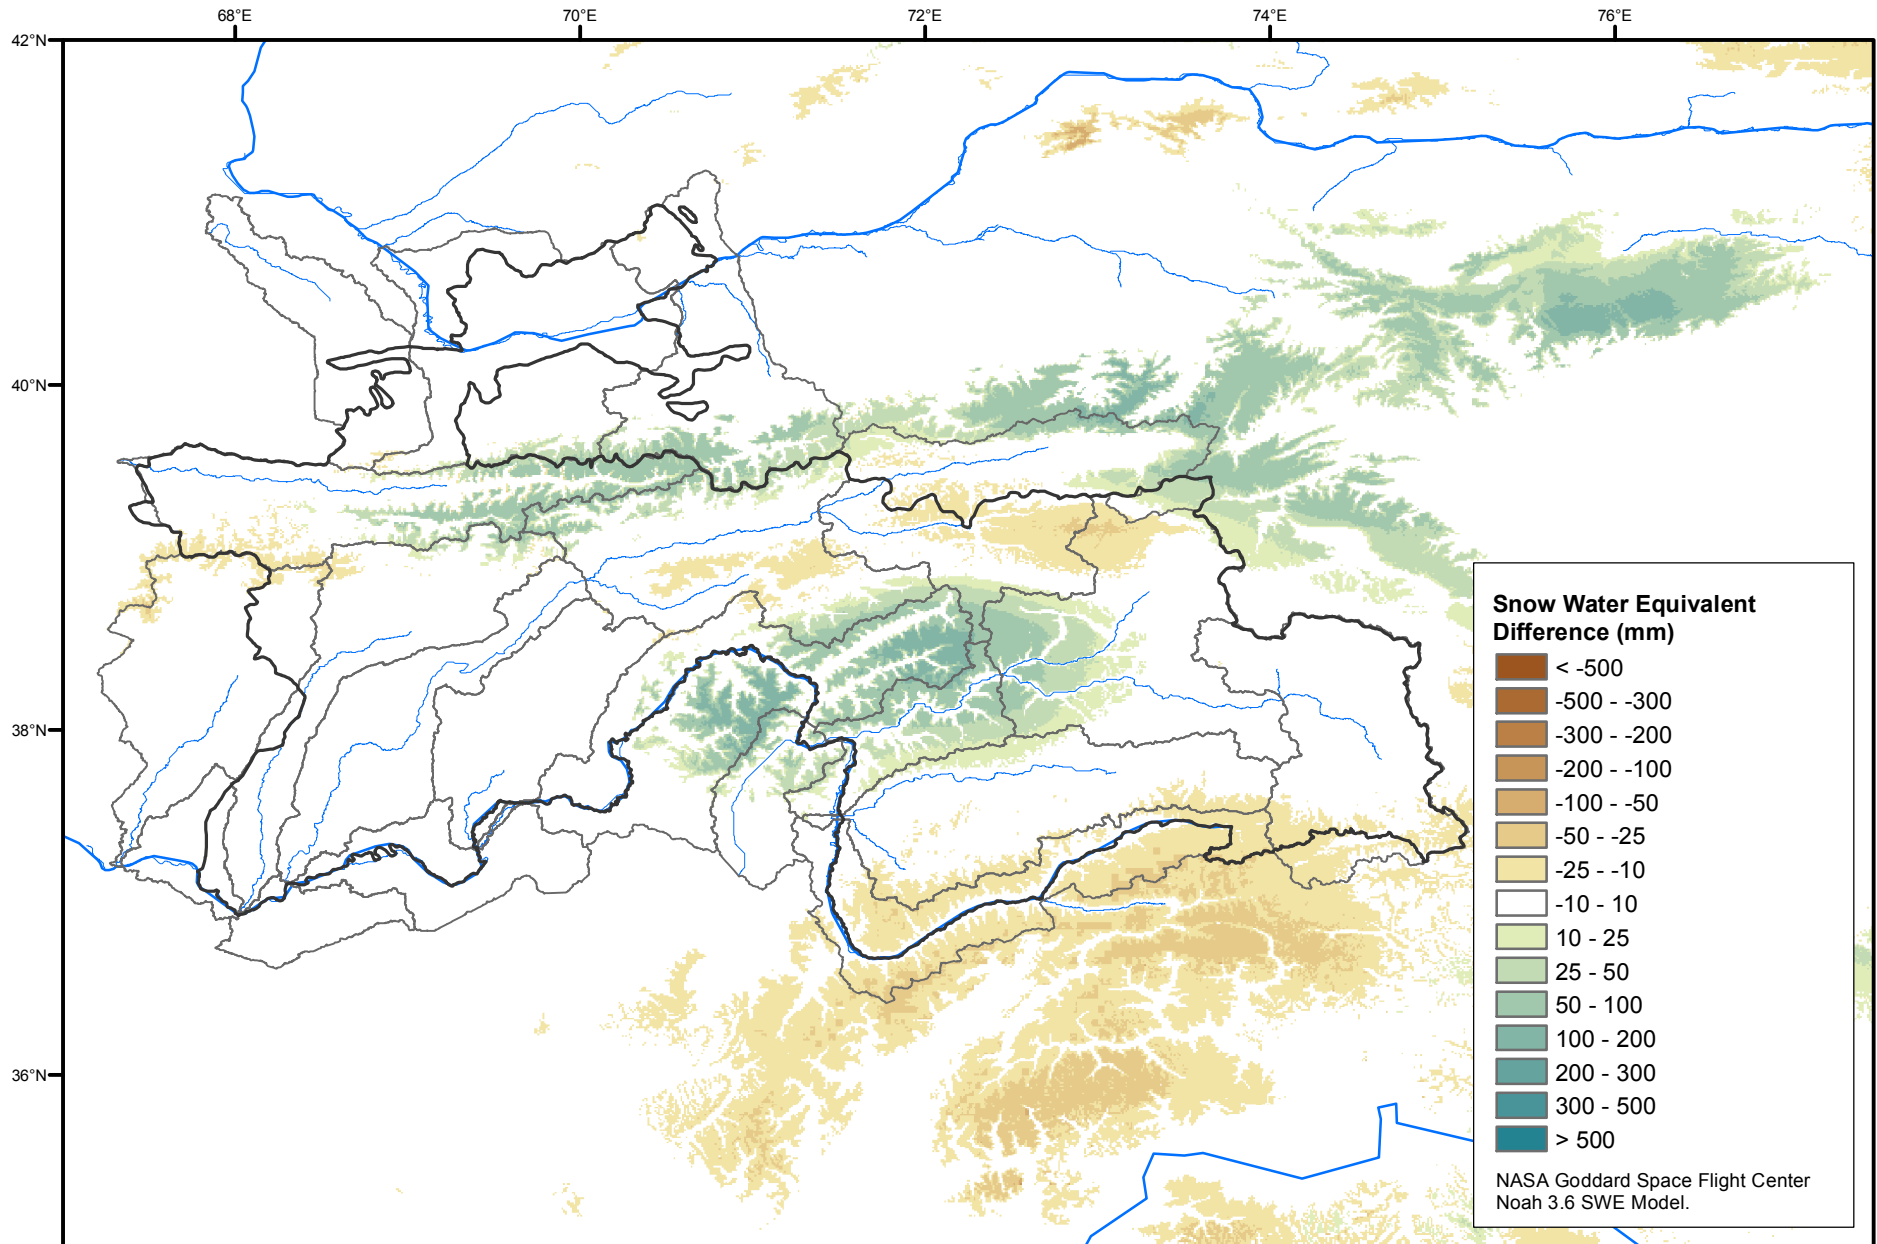 68°E
70°E
72°E
74°E
76°E
42°N
40°N
38°N
36°N
Snow Water Equivalent
Difference (mm)
< -500
-500 - -300
-300 - -200
-200 - -100
-100 - -50
-50 - -25
-25 - -10
-10 - 10
10 - 25
25 - 50
50 - 100
100 - 200
200 - 300
300 - 500
> 500
NASA Goddard Space Flight Center
Noah 3.6 SWE Model.